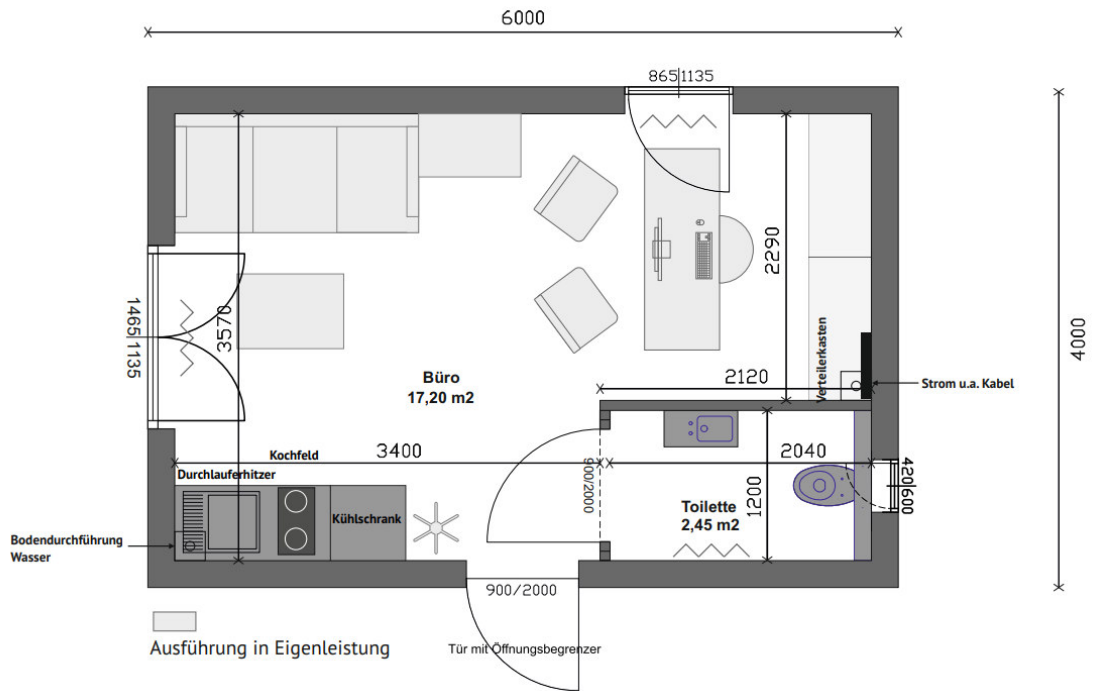 6000
865|1135
4000
1465|1135
3570
2290
Verteilerkasten
Büro
17,20 m2
2120
Strom u.a. Kabel
3400
2040
Kochfeld
Durchlauferhitzer
900/2000
420|600
1200
Toilette
2,45 m2
Kühlschrank
Bodendurchführung
Wasser
900/2000
Ausführung in Eigenleistung
Tür mit Öffnungsbegrenzer